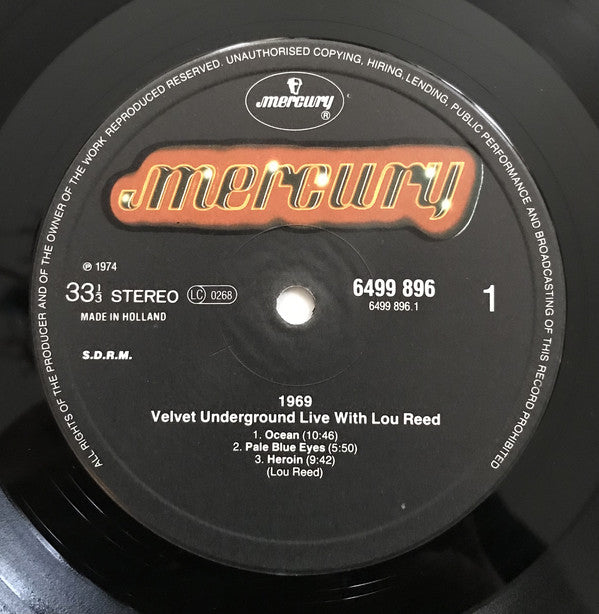 ALL RIGHTS OF THE PRODUCER AND OF THE OWNER OF THE WORK REPRODUCED RESERVED. UNAUTHORISED COPYING, HIRING, LENDING, PUBLIC PERFORMANCE AND BROADCASTING OF THIS RECORD PROHIBITED
mercury ®
mercury
℗ 1974
33 1/3 STEREO LC 0268
MADE IN HOLLAND
6499 896
6499 896.1
1
S.D.R.M.
1969
Velvet Underground Live With Lou Reed
1. Ocean (10:46)
2. Pale Blue Eyes (5:50)
3. Heroin (9:42)
(Lou Reed)